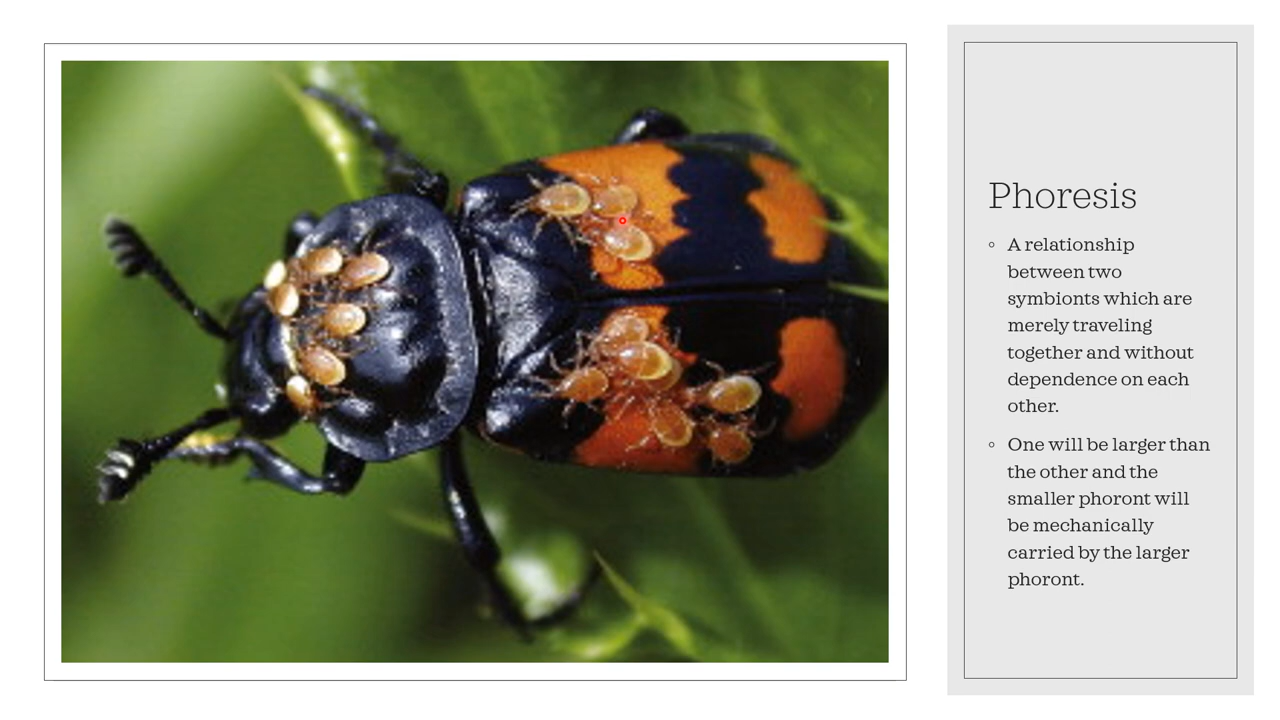 Phoresis
A relationship
between two
symbionts which are
merely traveling
together and without
dependence on each
other.
One will be larger than
the other and the
smaller phoront will
be mechanically
carried by the larger
phoront.